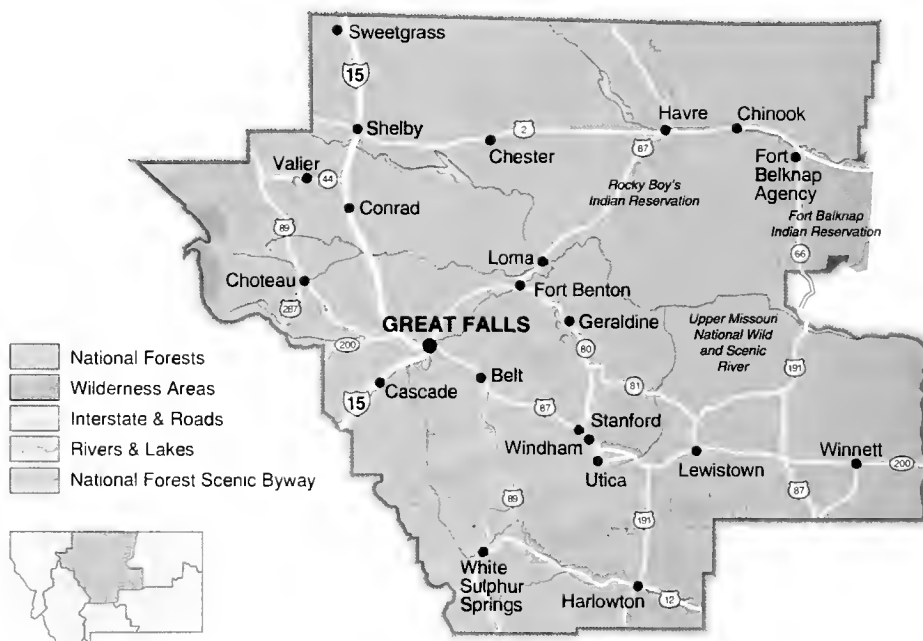 Sweetgrass
15
Shelby
2
Havre
Chinook
Chester
87
Fort
Belknap
Agency
Valier
44
Rocky Boy's
Indian Reservation
Conrad
Fort Balknap
Indian Reservation
89
66
Loma
Choteau
Fort Benton
287
GREAT FALLS
Geraldine
Upper Missouri
National Wild
and Scenic
River
200
80
191
National Forests
Wilderness Areas
Interstate & Roads
Rivers & Lakes
National Forest Scenic Byway
Belt
81
15
Cascade
87
Stanford
Windham
Utica
Lewistown
Winnett
200
89
87
191
White
Sulphur
Springs
Harlowton
12